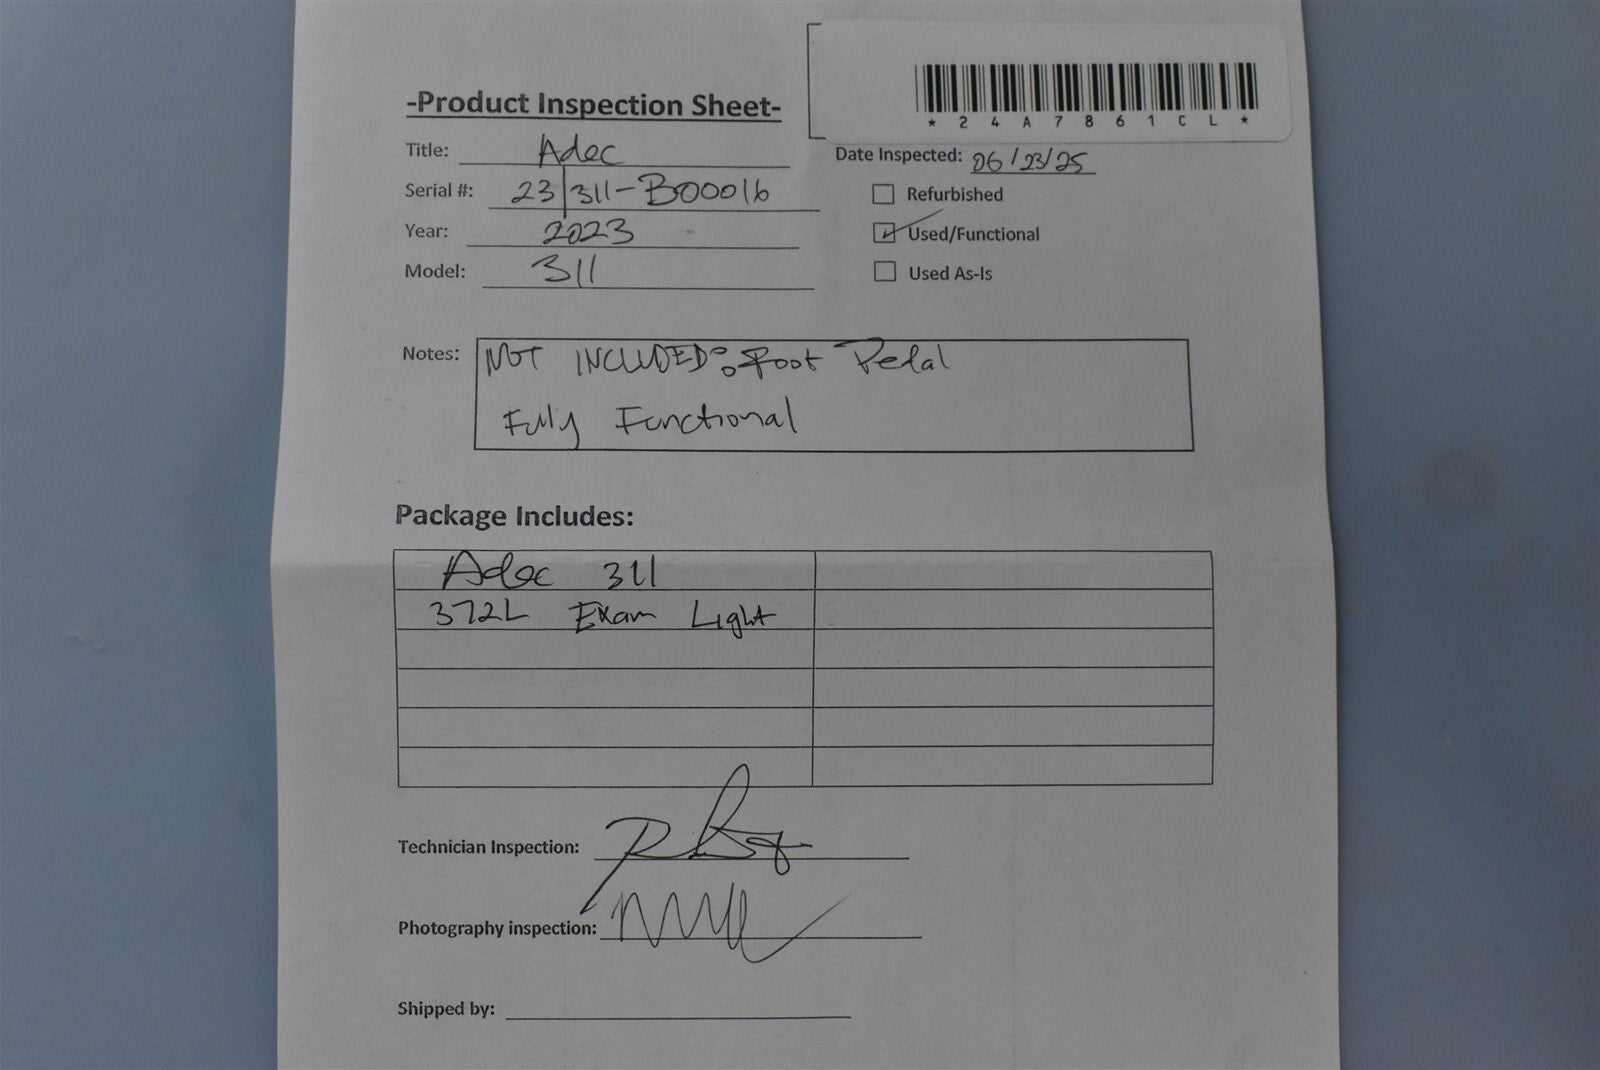 *24A7861CL*
-Product Inspection Sheet-
Title: Adec
Date Inspected: 06/23/25
Serial #: 23|311-B00016
Refurbished
Year: 2023
Used/Functional
Model: 311
Used As-Is
Notes: NOT INCLUDED: Foot Pedal
Fully Functional
Package Includes:
Adec 311
372L Exam Light
Technician Inspection:
Photography inspection:
Shipped by: